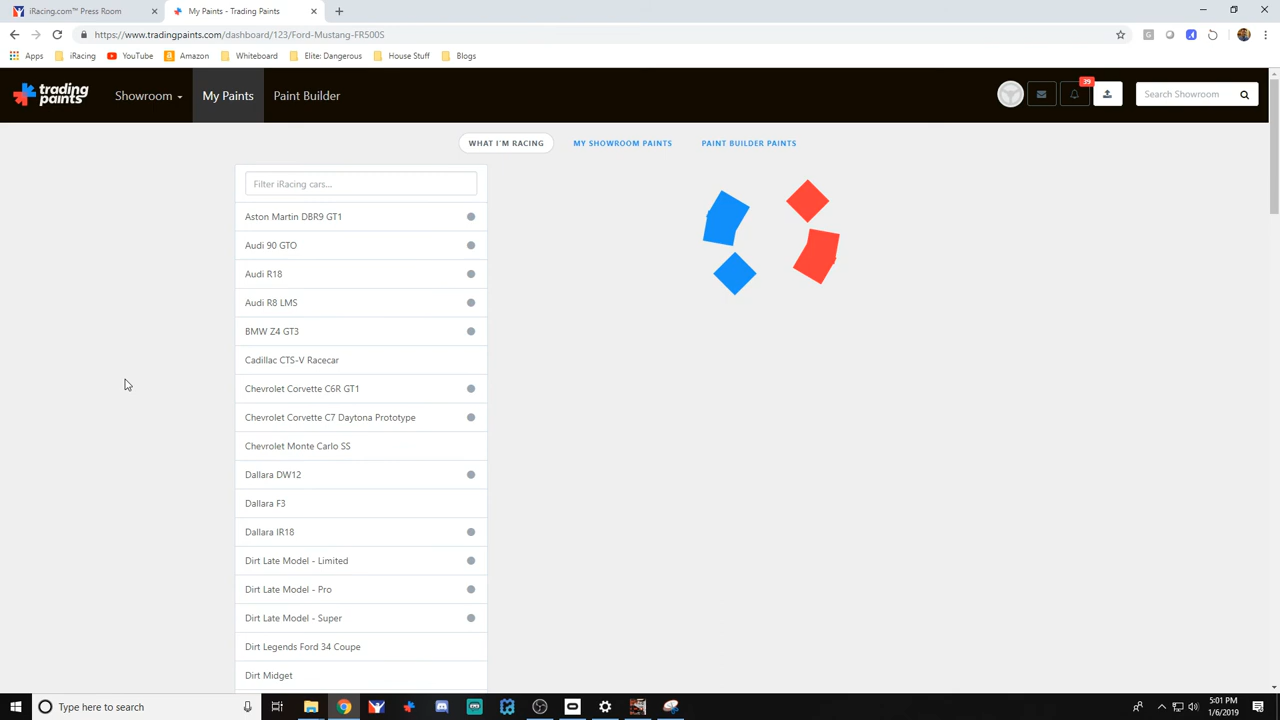 iRacing.com™ Press Room
My Paints - Trading Paints
https://www.tradingpaints.com/dashboard/123/Ford-Mustang-FR500S
Apps iRacing YouTube Amazon Whiteboard Elite: Dangerous House Stuff Blogs
trading paints
Showroom My Paints Paint Builder
39
Search Showroom
WHAT I'M RACING MY SHOWROOM PAINTS PAINT BUILDER PAINTS
Filter iRacing cars...
Aston Martin DBR9 GT1
Audi 90 GTO
Audi R18
Audi R8 LMS
BMW Z4 GT3
Cadillac CTS-V Racecar
Chevrolet Corvette C6R GT1
Chevrolet Corvette C7 Daytona Prototype
Chevrolet Monte Carlo SS
Dallara DW12
Dallara F3
Dallara IR18
Dirt Late Model - Limited
Dirt Late Model - Pro
Dirt Late Model - Super
Dirt Legends Ford 34 Coupe
Dirt Midget
Type here to search
5:01 PM
1/6/2019